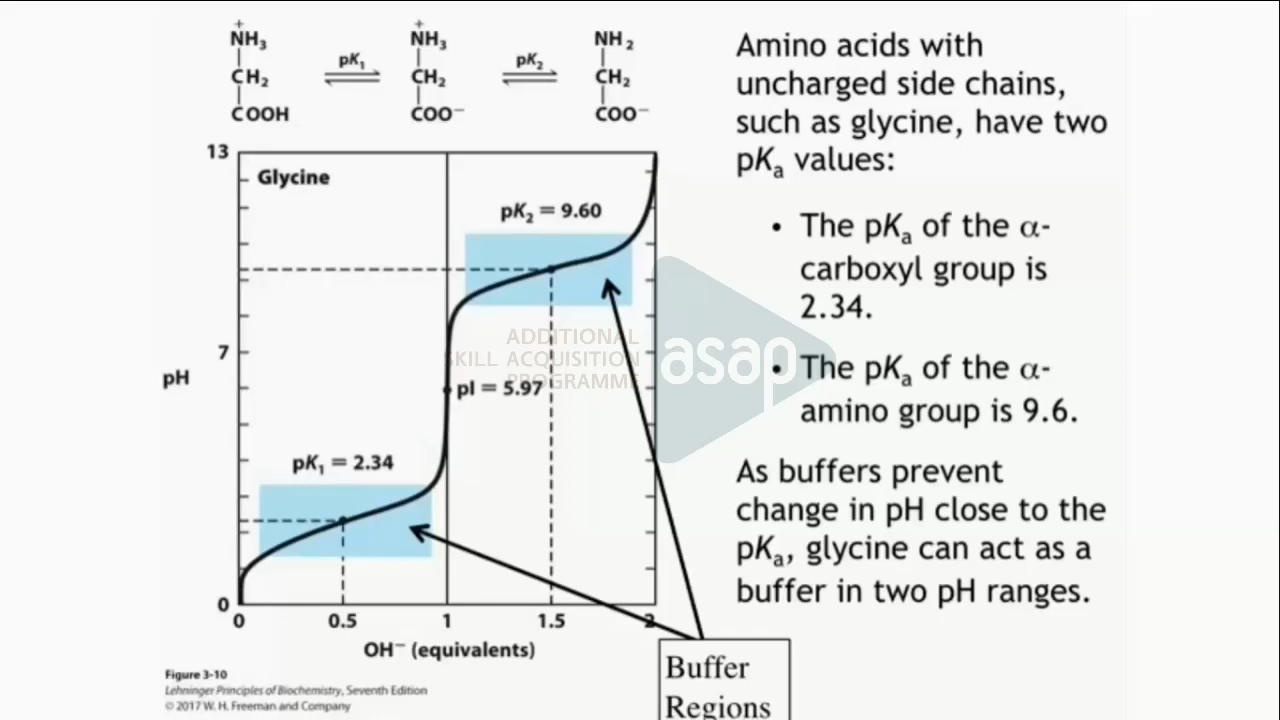 + +
NH3 NH3 NH2
pK1 pK2
CH2 CH2 CH2
COOH COO− COO−
13
Glycine
pK2 = 9.60
7
pH
pI = 5.97
pK1 = 2.34
0
0 0.5 1 1.5 2
OH− (equivalents)
Figure 3-10
Lehninger Principles of Biochemistry, Seventh Edition
© 2017 W. H. Freeman and Company
Buffer
Regions
ADDITIONAL
SKILL ACQUISITION
PROGRAMME
asap
Amino acids with
uncharged side chains,
such as glycine, have two
pKa values:
• The pKa of the α-
carboxyl group is
2.34.
• The pKa of the α-
amino group is 9.6.
As buffers prevent
change in pH close to the
pKa, glycine can act as a
buffer in two pH ranges.